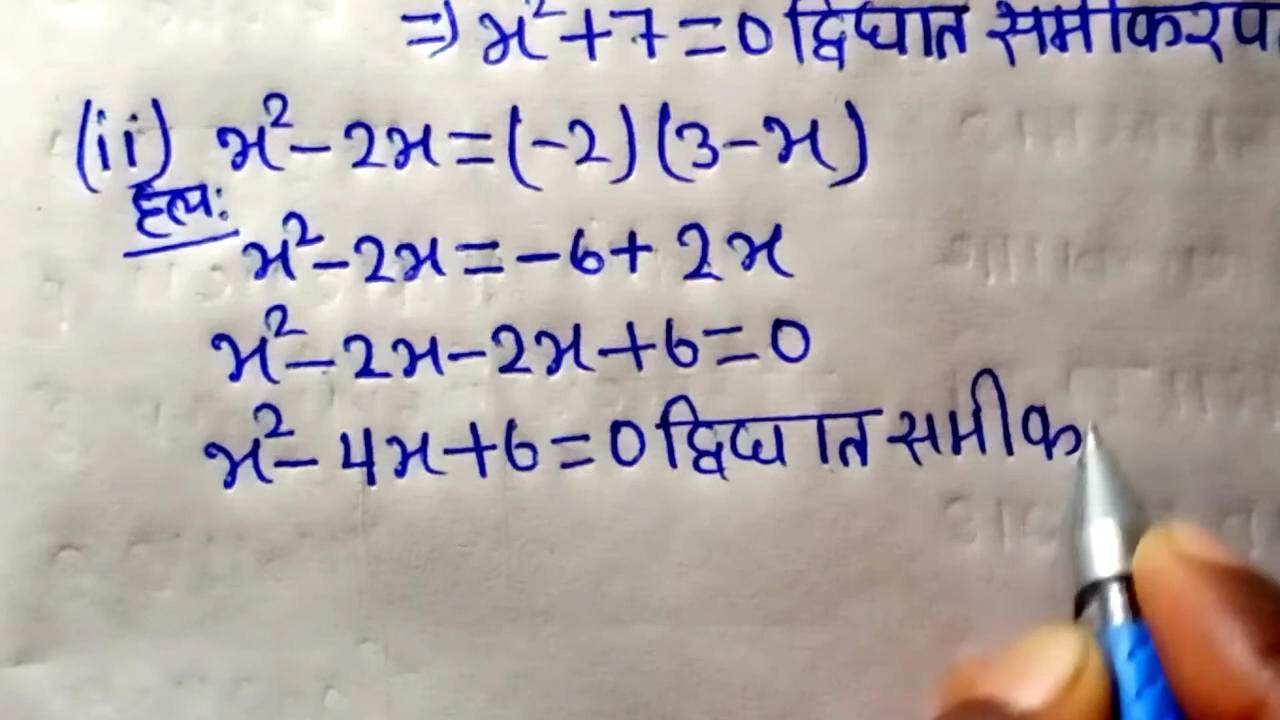 ⇒ x²+7=0 द्विघात समीकरण
(ii) x²-2x=(-2)(3-x)
हल:
x²-2x=-6+2x
x²-2x-2x+6=0
x²-4x+6=0 द्विघात समीक